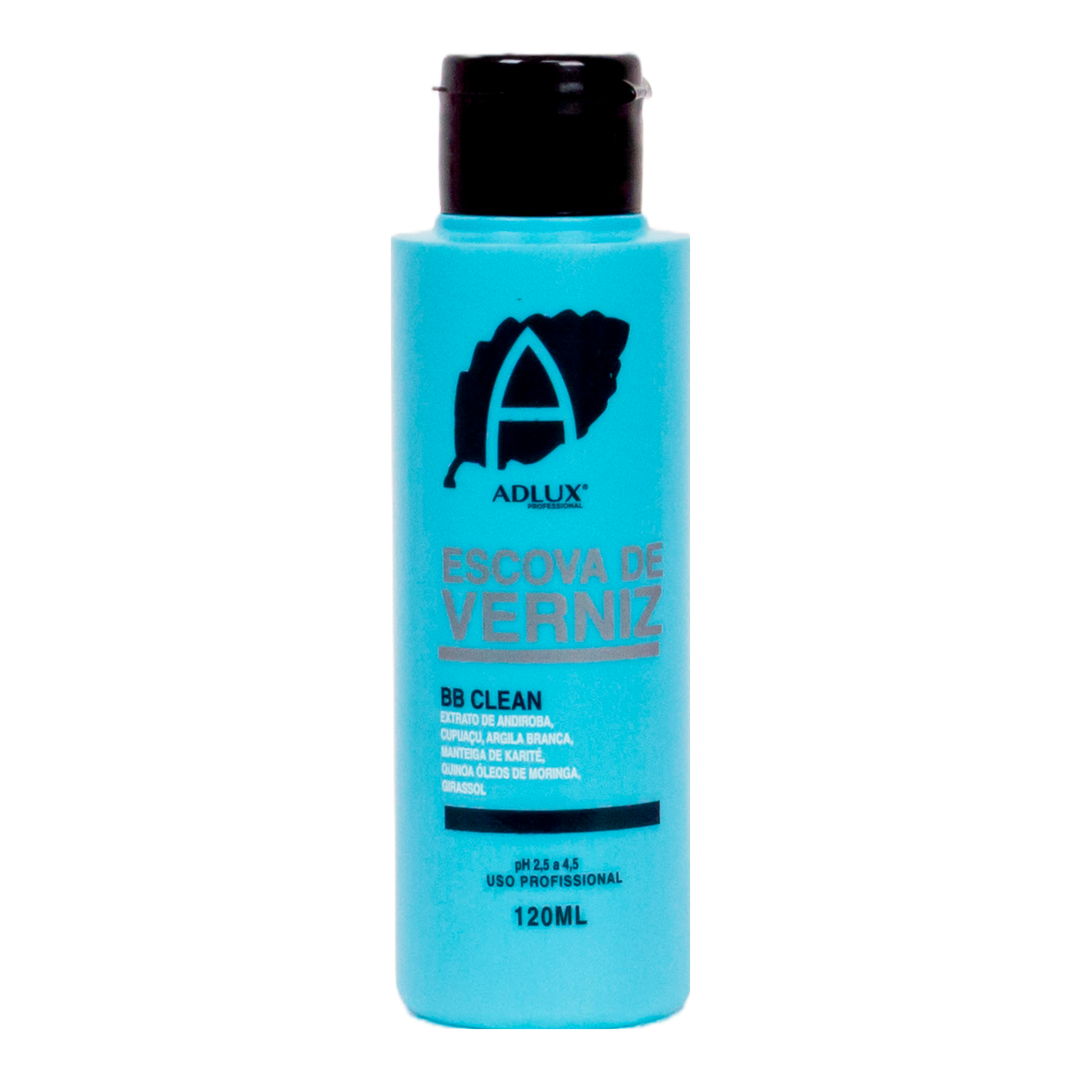 A
ADLUX®
PROFESSIONAL
ESCOVA DE
VERNIZ
BB CLEAN
EXTRATO DE ANDIROBA,
CUPUAÇU, ARGILA BRANCA,
MANTEIGA DE KARITÉ,
QUINOA ÓLEOS DE MORINGA,
GIRASSOL
pH 2,5 a 4,5
USO PROFISSIONAL
120ML